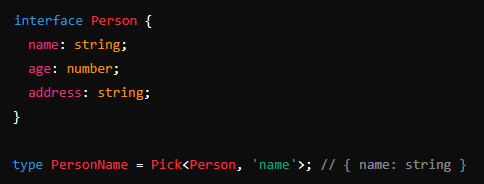 interface Person {
  name: string;
  age: number;
  address: string;
}

type PersonName = Pick<Person, 'name'>; // { name: string }